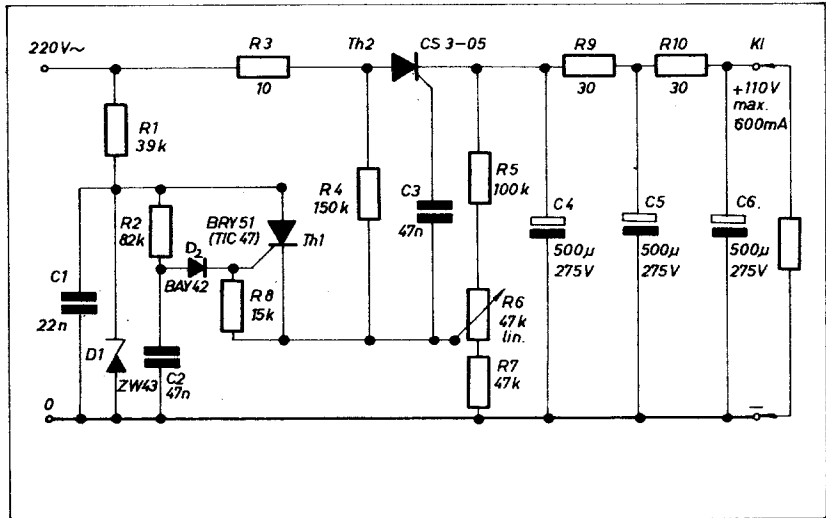 220V~
R3
10
Th2
CS 3-05
R9
30
R10
30
Kl
+110V
max.
600mA
R1
39k
R2
82k
BRY 51
(TIC 47)
Th1
D2
BAY42
R8
15k
R4
150k
C3
47n
R5
100k
R6
47k
lin.
R7
47k
C4
500µ
275V
C5
500µ
275V
C6.
500µ
275V
C1
22n
D1
ZW43
C2
47n
0
–